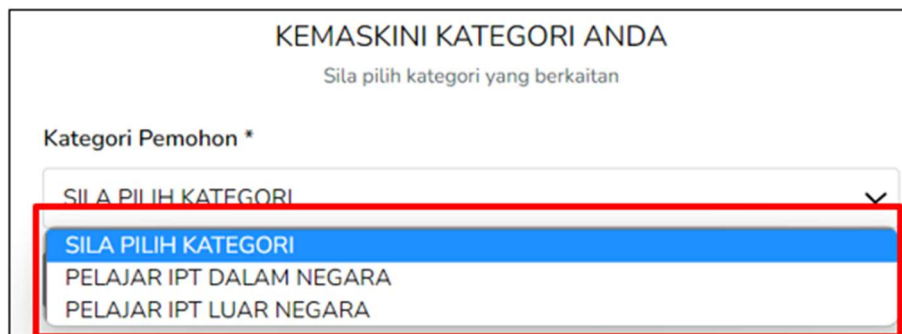 KEMASKINI KATEGORI ANDA
Sila pilih kategori yang berkaitan
Kategori Pemohon *
SILA PILIH KATEGORI
SILA PILIH KATEGORI
PELAJAR IPT DALAM NEGARA
PELAJAR IPT LUAR NEGARA